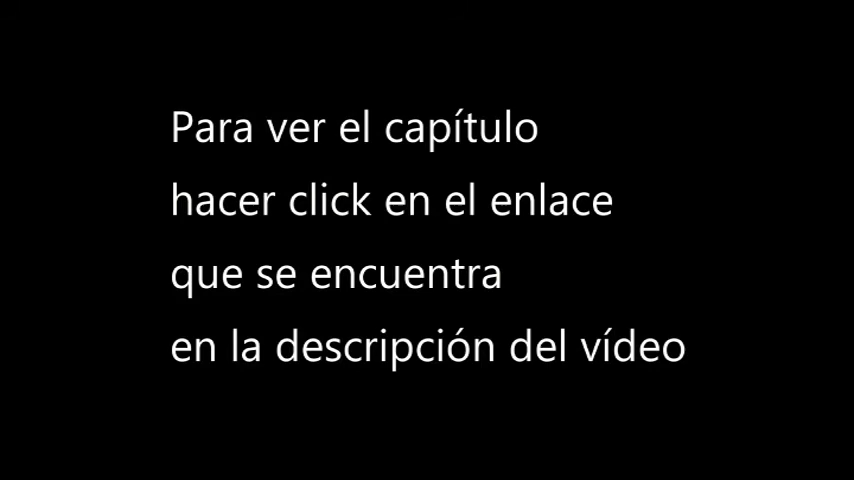 Para ver el capítulo
hacer click en el enlace
que se encuentra
en la descripción del vídeo